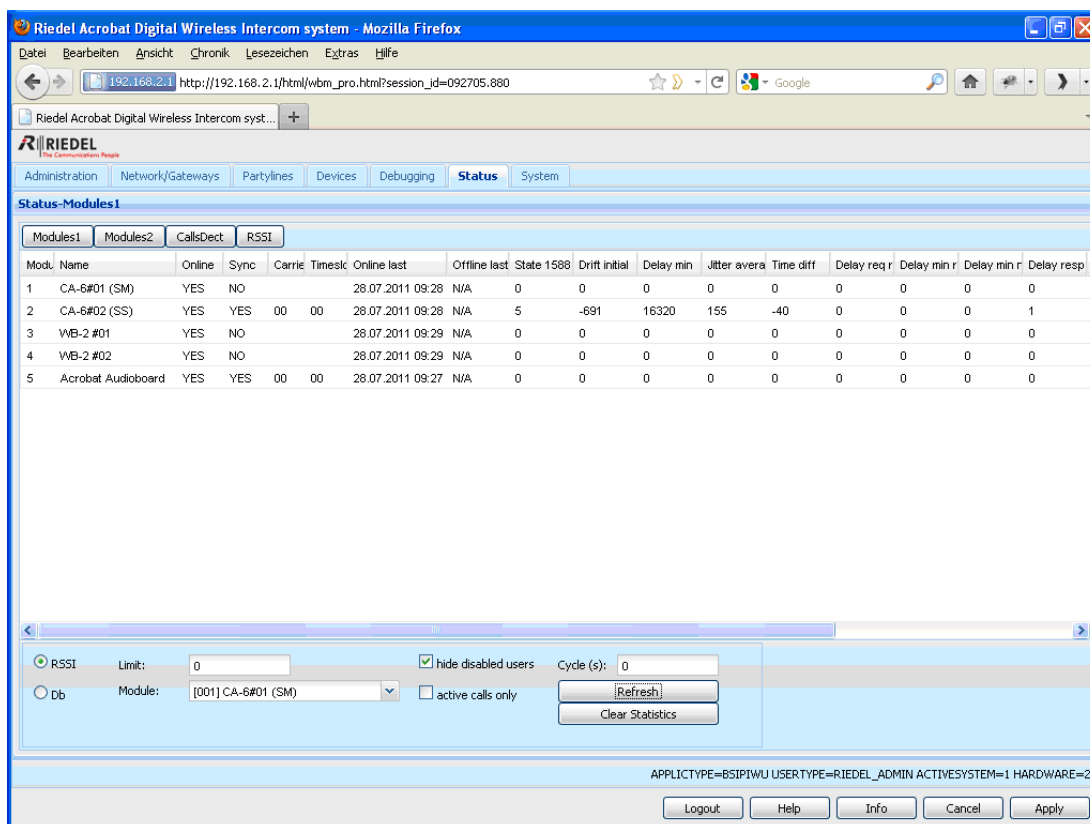 Riedel Acrobat Digital Wireless Intercom system - Mozilla Firefox
Datei Bearbeiten Ansicht Chronik Lesezeichen Extras Hilfe
192.168.2.1 http://192.168.2.1/html/wbm_pro.html?session_id=092705.880 Google
Riedel Acrobat Digital Wireless Intercom syst... +
RIEDEL
The Communications People
Administration Network/Gateways Partylines Devices Debugging Status System
Status-Modules1
Modules1 Modules2 CallsDect RSSI
Modu Name Online Sync Carrie Timeslo Online last Offline last State 1588 Drift initial Delay min Jitter avera Time diff Delay req r Delay min r Delay min r Delay resp
1 CA-6#01 (SM) YES NO 28.07.2011 09:28 N/A 0 0 0 0 0 0 0 0 0
2 CA-6#02 (SS) YES YES 00 00 28.07.2011 09:28 N/A 5 -691 16320 155 -40 0 0 0 1
3 WB-2 #01 YES NO 28.07.2011 09:29 N/A 0 0 0 0 0 0 0 0 0
4 WB-2 #02 YES NO 28.07.2011 09:29 N/A 0 0 0 0 0 0 0 0 0
5 Acrobat Audioboard YES YES 00 00 28.07.2011 09:27 N/A 0 0 0 0 0 0 0 0 0
RSSI Limit: 0 hide disabled users Cycle (s): 0
Db Module: [001] CA-6#01 (SM) active calls only Refresh
Clear Statistics
APPLICTYPE=BSIPIWU USERTYPE=RIEDEL_ADMIN ACTIVESYSTEM=1 HARDWARE=2
Logout Help Info Cancel Apply